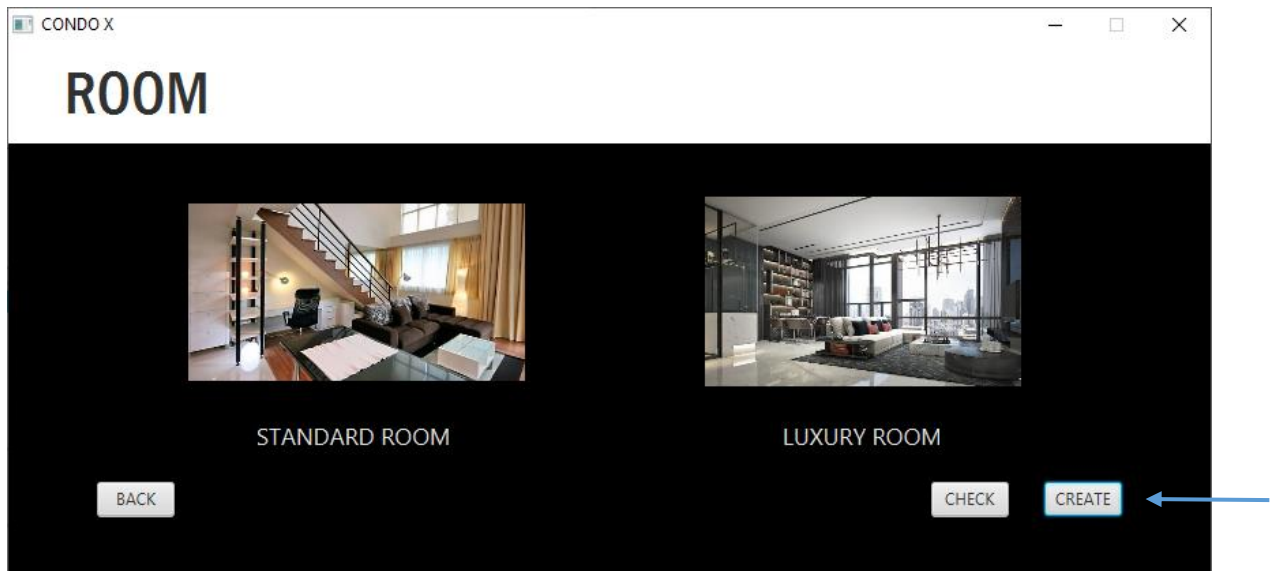 CONDO X
ROOM
STANDARD ROOM
LUXURY ROOM
BACK
CHECK
CREATE